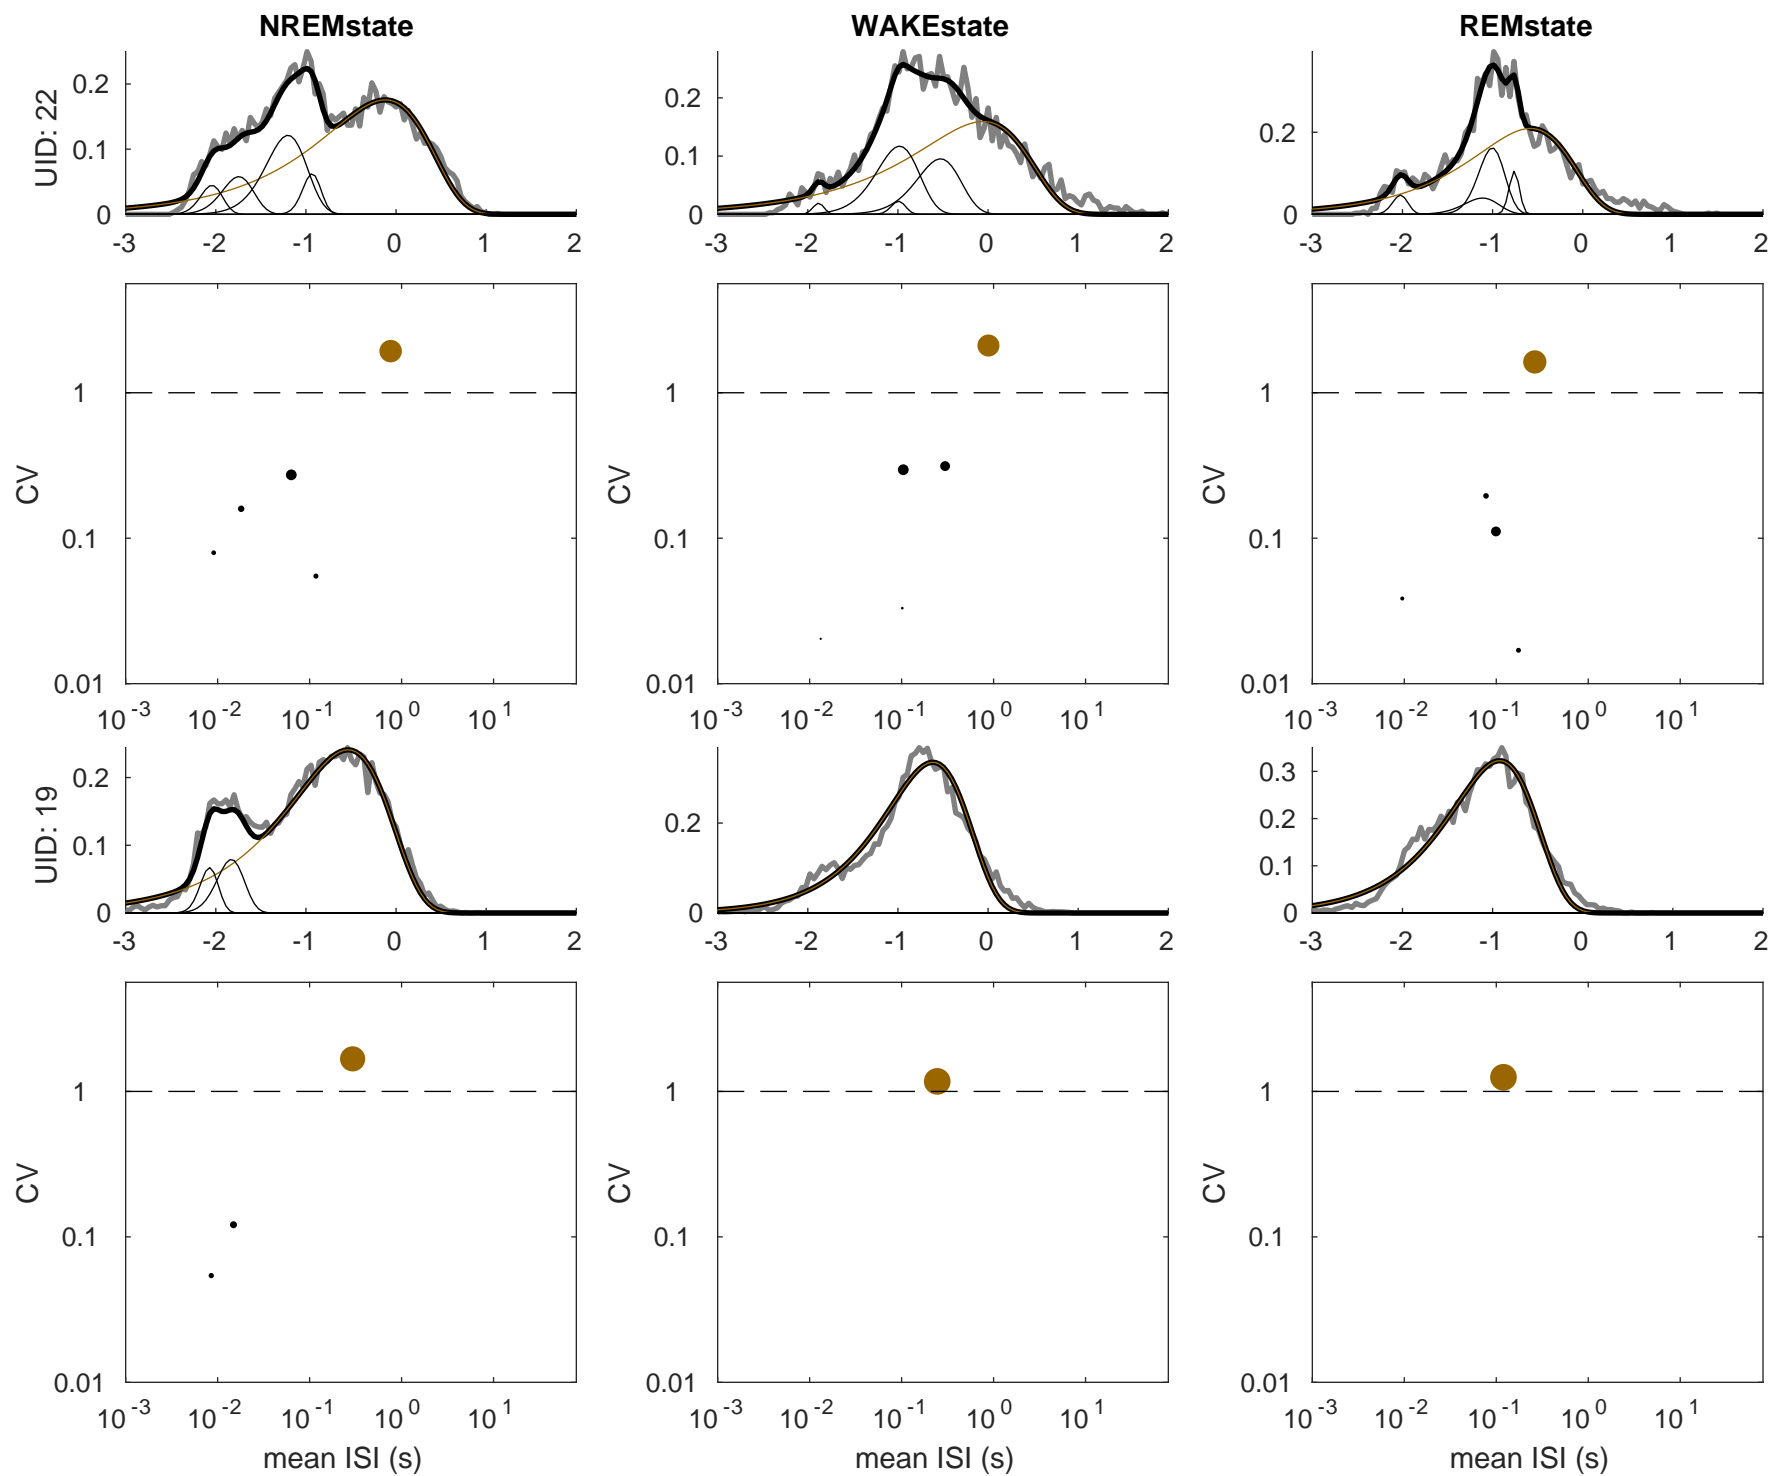 NREMstate WAKEstate REMstate
UID: 22
0.2 0.2 0.2
0.1 0.1
0 0 0
-3 -2 -1 0 1 2 -3 -2 -1 0 1 2 -3 -2 -1 0 1 2
CV CV CV
1 1 1
0.1 0.1 0.1
0.01 0.01 0.01
10^-3 10^-2 10^-1 10^0 10^1 10^-3 10^-2 10^-1 10^0 10^1 10^-3 10^-2 10^-1 10^0 10^1
UID: 19
0.2 0.2 0.3
0.1 0.2
0 0.1
0 0
-3 -2 -1 0 1 2 -3 -2 -1 0 1 2 -3 -2 -1 0 1 2
CV CV CV
1 1 1
0.1 0.1 0.1
0.01 0.01 0.01
10^-3 10^-2 10^-1 10^0 10^1 10^-3 10^-2 10^-1 10^0 10^1 10^-3 10^-2 10^-1 10^0 10^1
mean ISI (s) mean ISI (s) mean ISI (s)